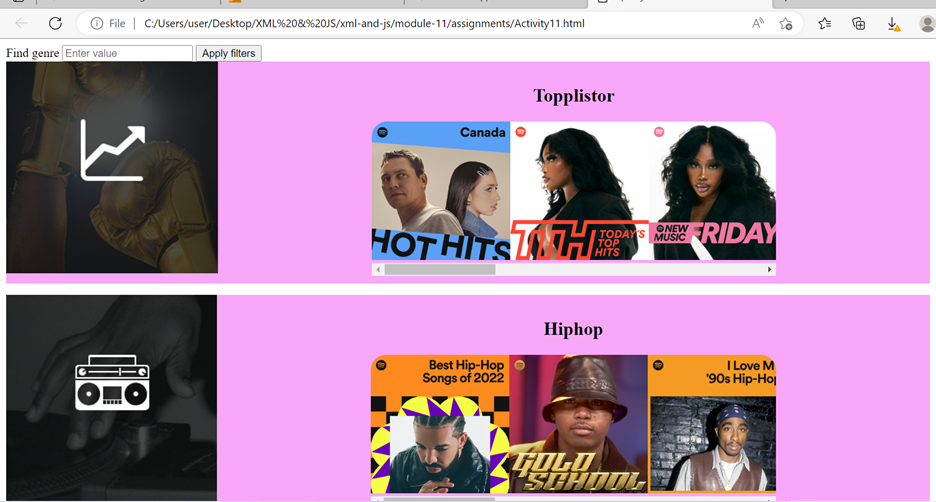 File
C:/Users/user/Desktop/XML%20&%20JS/xml-and-js/module-11/assignments/Activity11.html
Find genre Enter value Apply filters
Topplistor
Canada
HOT HITS
TTH TODAY'S
TOP
HITS
NEW
MUSIC FRIDAY
Hiphop
Best Hip-Hop
Songs of 2022
GOLD
SCHOOL
I Love M
'90s Hip-Hop